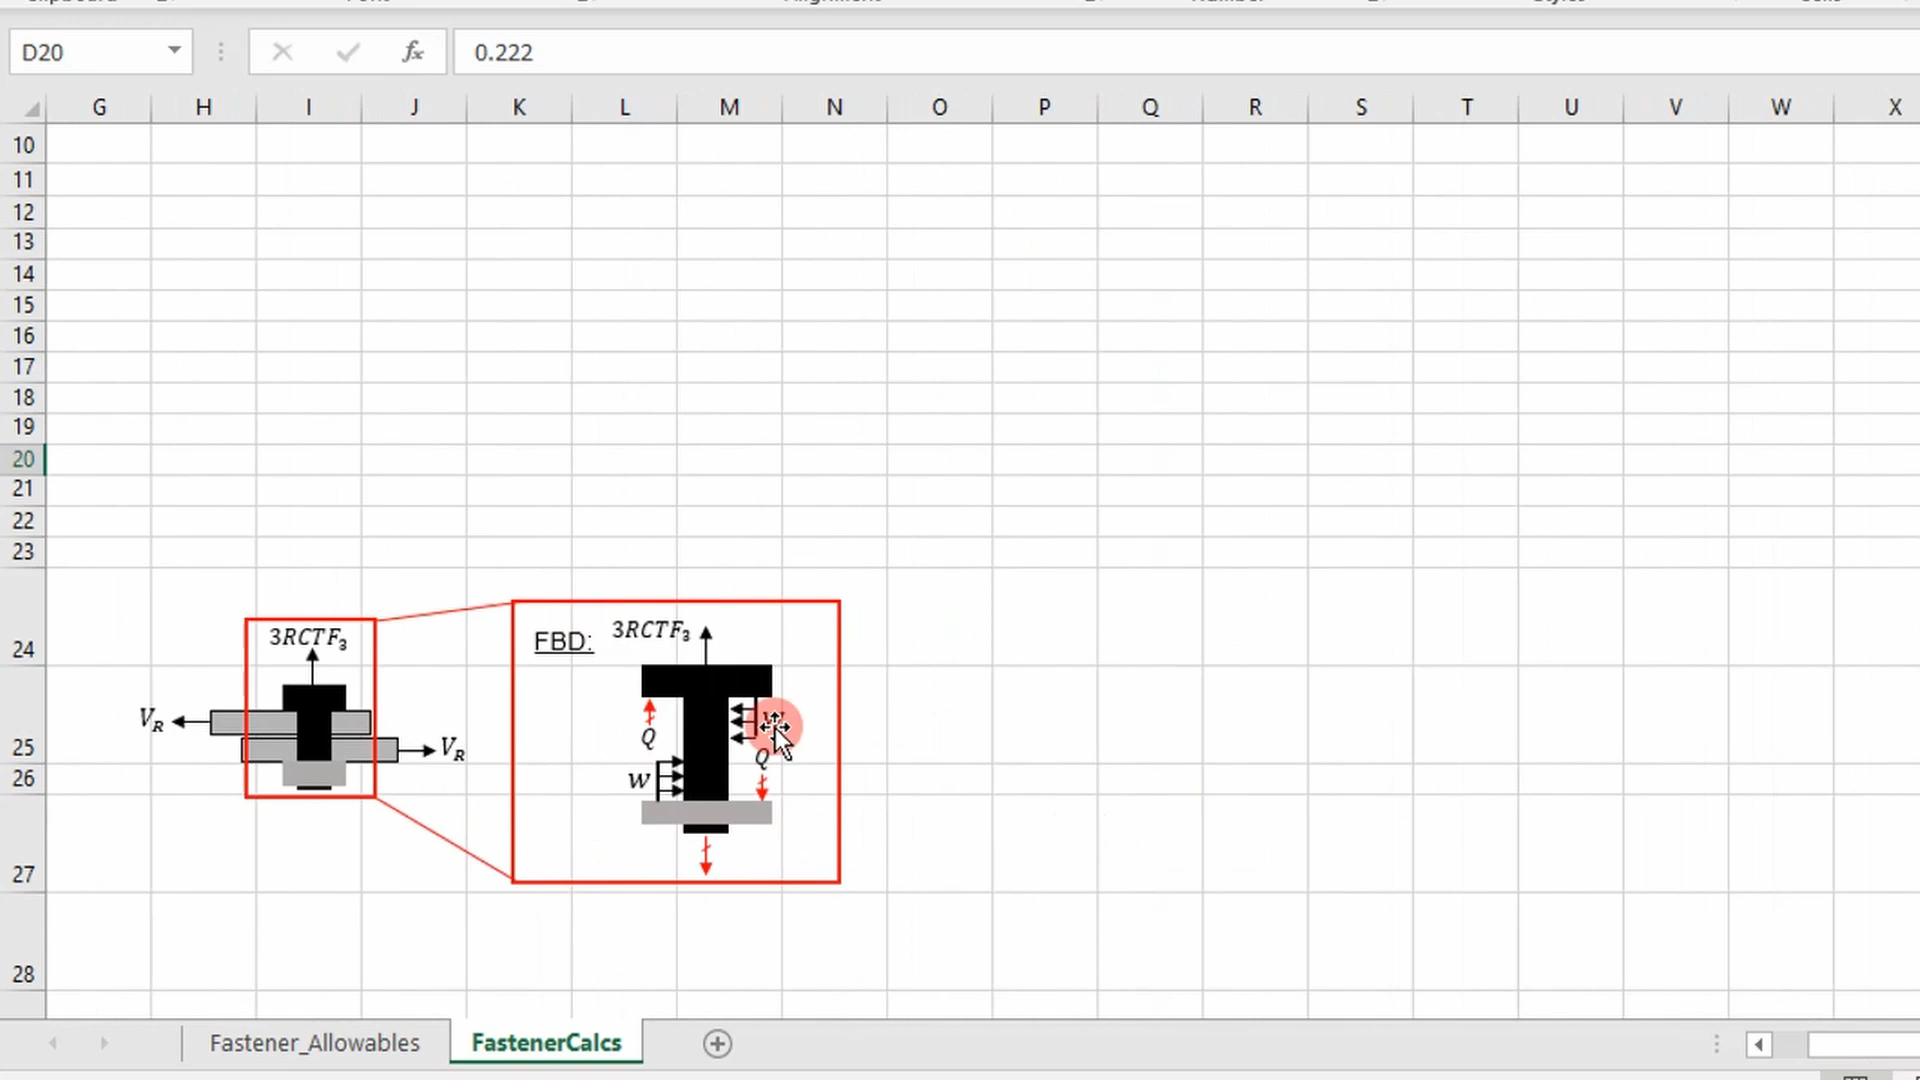 D20
fx
0.222
G H I J K L M N O P Q R S T U V W X
10
11
12
13
14
15
16
17
18
19
20
21
22
23
24
25
26
27
28
3RCTF₃
V_R
V_R
FBD:
3RCTF₃
Q
Q
w
Fastener_Allowables
FastenerCalcs